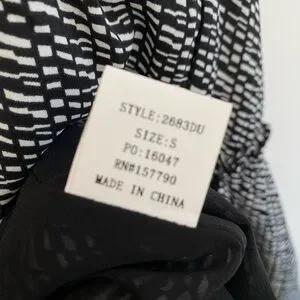 STYLE:2683DU
SIZE:S
PO:16047
RN#157790
MADE IN CHINA